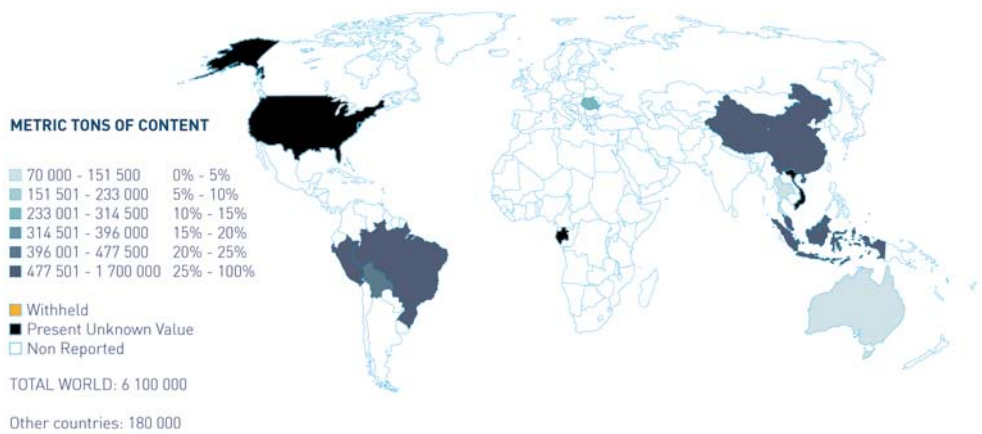 METRIC TONS OF CONTENT
70 000 - 151 500 0% - 5%
151 501 - 233 000 5% - 10%
233 001 - 314 500 10% - 15%
314 501 - 396 000 15% - 20%
396 001 - 477 500 20% - 25%
477 501 - 1 700 000 25% - 100%
Withheld
Present Unknown Value
Non Reported
TOTAL WORLD: 6 100 000
Other countries: 180 000